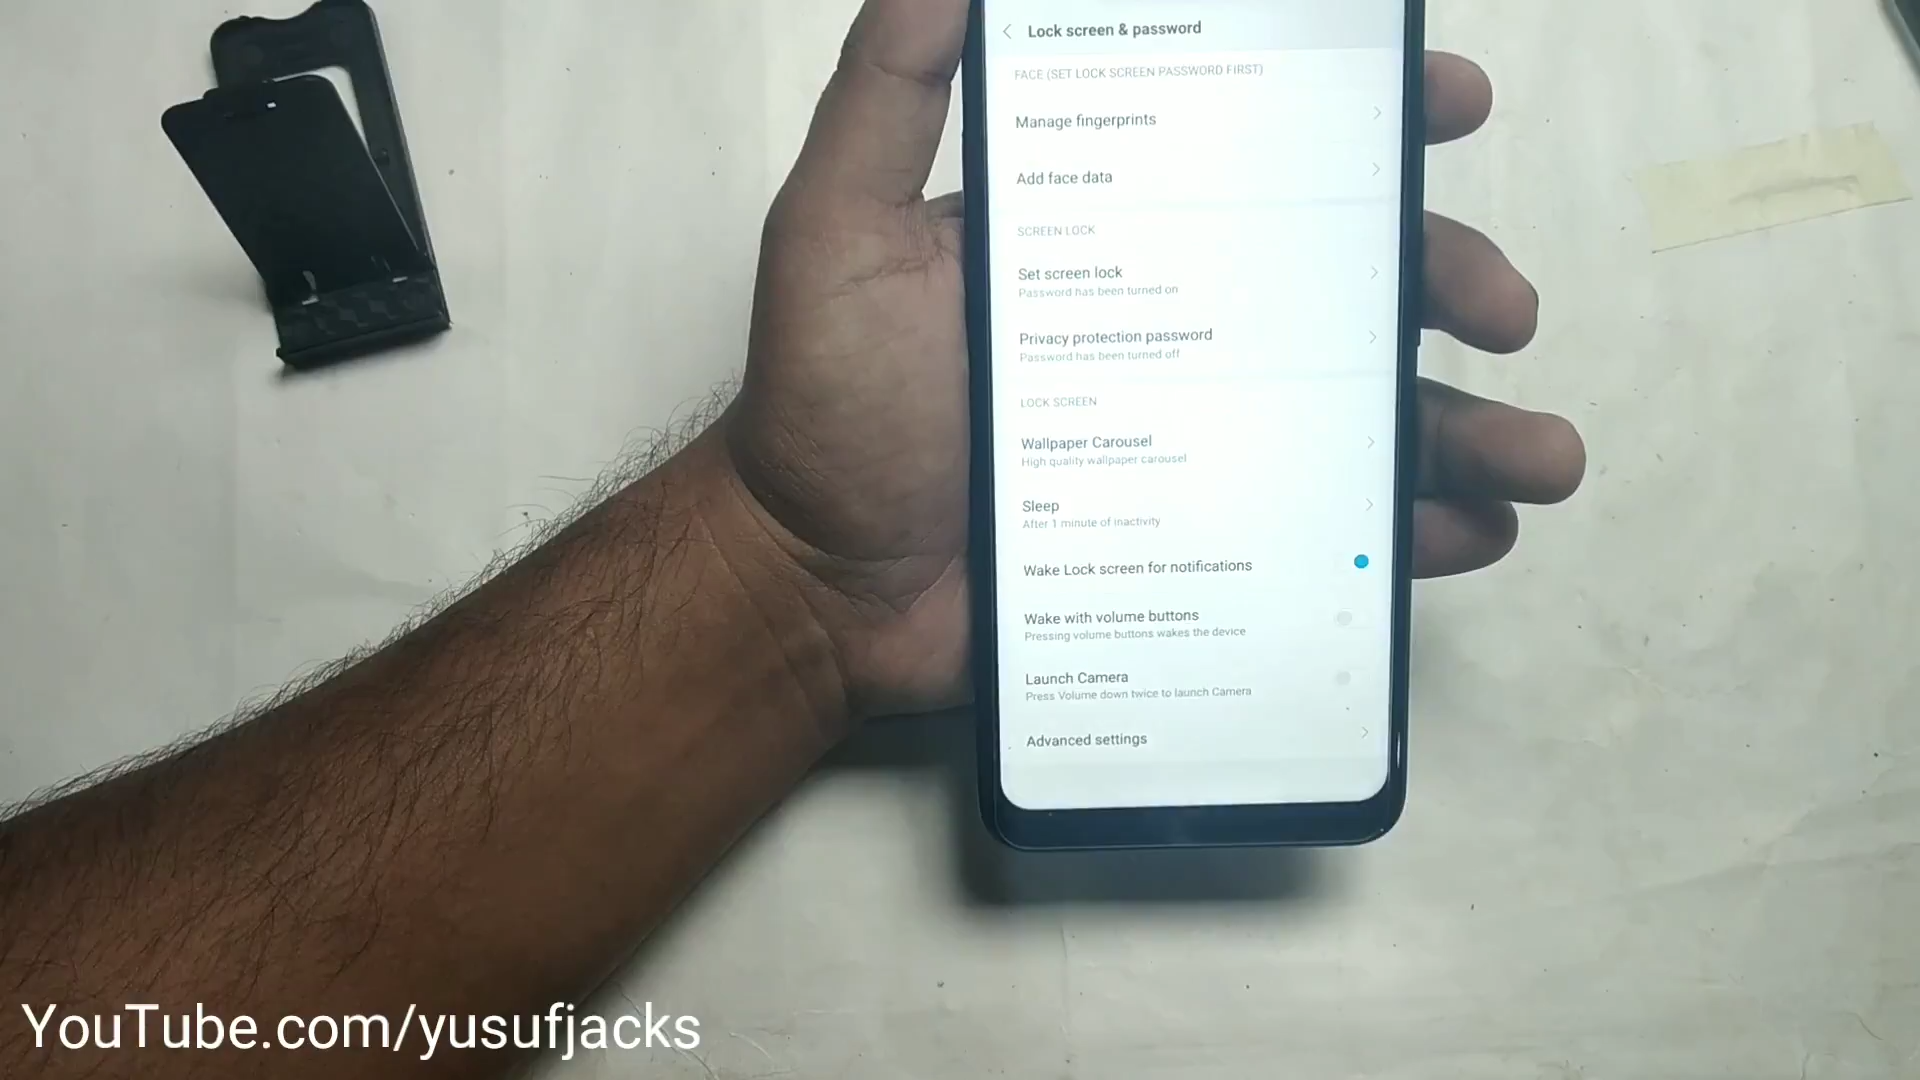 Lock screen & password
FACE (SET LOCK SCREEN PASSWORD FIRST)
Manage fingerprints
Add face data
SCREEN LOCK
Set screen lock
Password has been turned on
Privacy protection password
Password has been turned off
LOCK SCREEN
Wallpaper Carousel
High quality wallpaper carousel
Sleep
After 1 minute of inactivity
Wake Lock screen for notifications
Wake with volume buttons
Pressing volume buttons wakes the device
Launch Camera
Press Volume down twice to launch Camera
Advanced settings
YouTube.com/yusufjacks